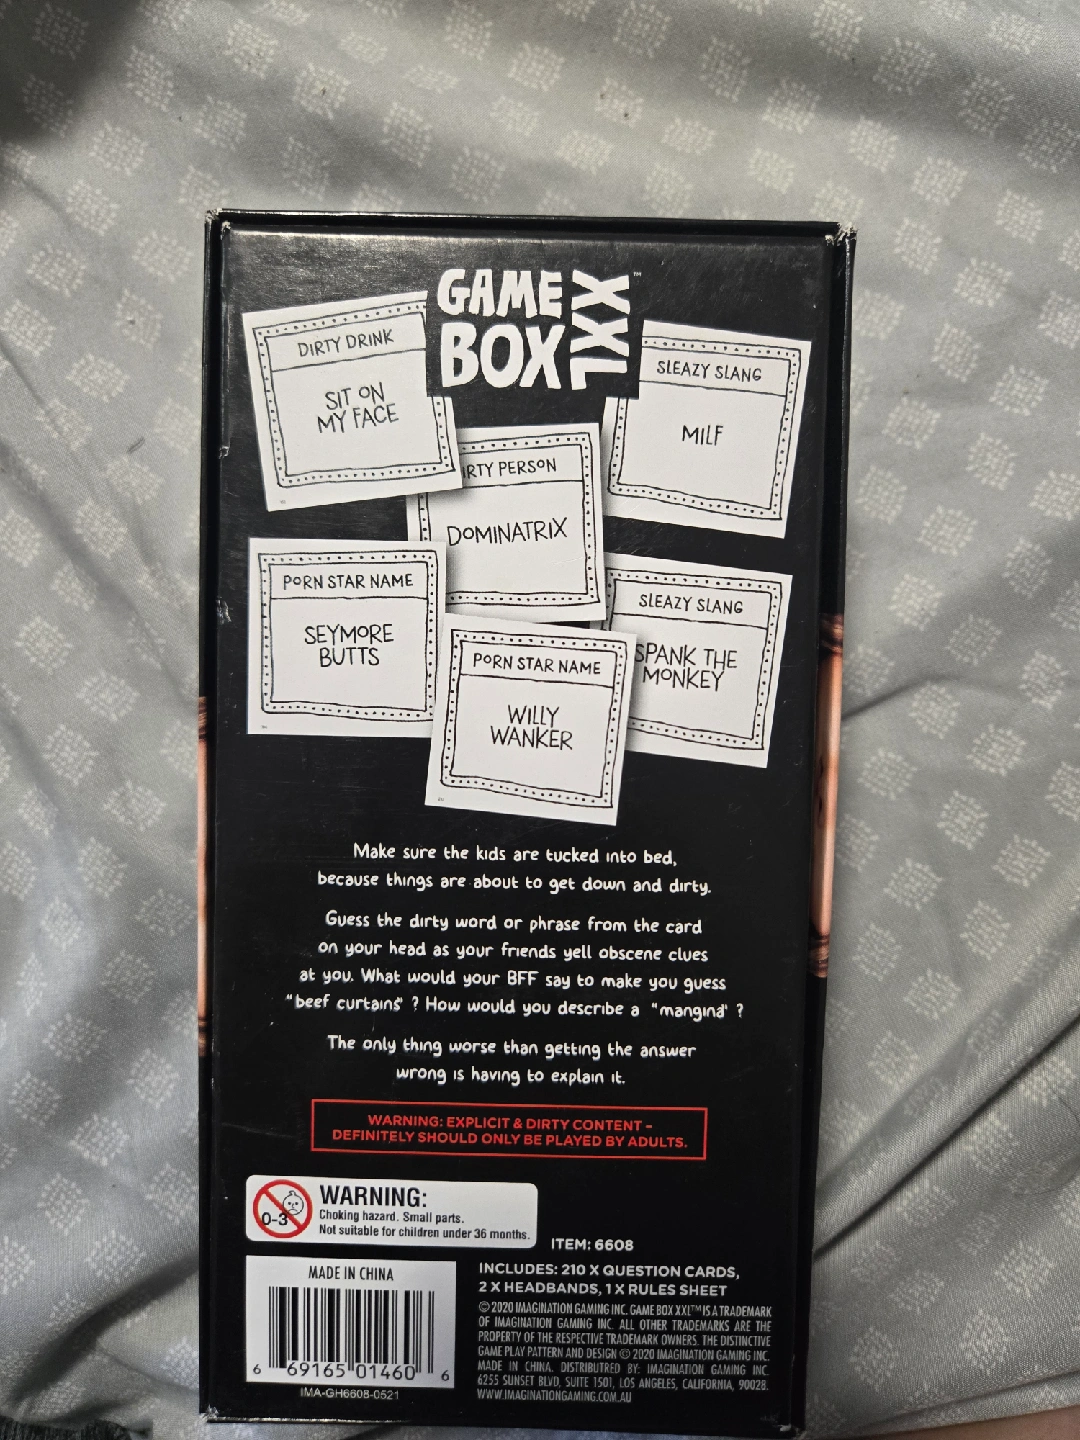 GAME
BOX
XXL™
DIRTY DRINK
SIT ON
MY FACE
SLEAZY SLANG
MILF
IRTY PERSON
DOMINATRIX
PORN STAR NAME
SEYMORE
BUTTS
SLEAZY SLANG
SPANK THE
MONKEY
PORN STAR NAME
WILLY
WANKER
Make sure the kids are tucked into bed,
because things are about to get down and dirty.
Guess the dirty word or phrase from the card
on your head as your friends yell obscene clues
at you. What would your BFF say to make you guess
"beef curtains" ? How would you describe a "mangina" ?
The only thing worse than getting the answer
wrong is having to explain it.
WARNING: EXPLICIT & DIRTY CONTENT –
DEFINITELY SHOULD ONLY BE PLAYED BY ADULTS.
0-3
WARNING:
Choking hazard. Small parts.
Not suitable for children under 36 months.
ITEM: 6608
MADE IN CHINA
6 69165 01460 6
IMA-GH6608-0521
INCLUDES: 210 X QUESTION CARDS,
2 X HEADBANDS, 1 X RULES SHEET
© 2020 IMAGINATION GAMING INC. GAME BOX XXL™ IS A TRADEMARK
OF IMAGINATION GAMING INC. ALL OTHER TRADEMARKS ARE THE
PROPERTY OF THE RESPECTIVE TRADEMARK OWNERS. THE DISTINCTIVE
GAME PLAY PATTERN AND DESIGN © 2020 IMAGINATION GAMING INC.
MADE IN CHINA. DISTRIBUTRED BY: IMAGINATION GAMING INC.
6255 SUNSET BLVD, SUITE 1501, LOS ANGELES, CALIFORNIA, 90028.
WWW.IMAGINATIONGAMING.COM.AU